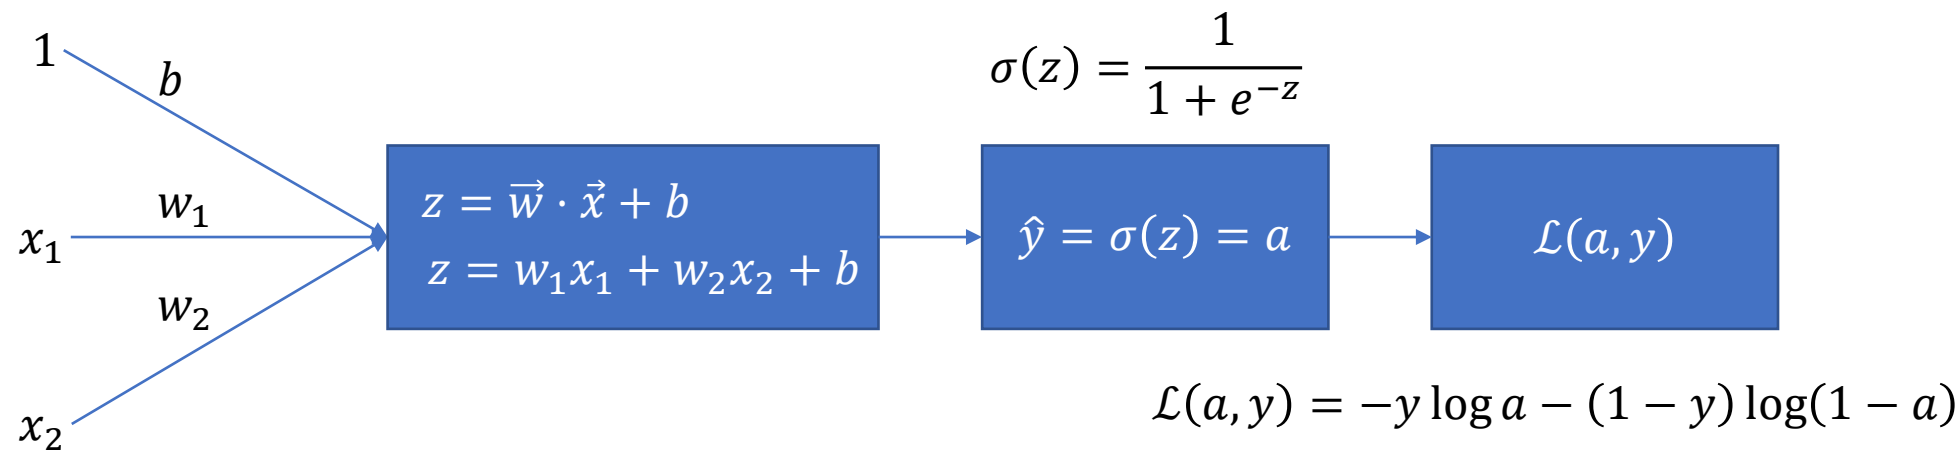 1
b
σ(z) = 1 / (1 + e^{−z})
w₁
x₁
z = w⃗ · x⃗ + b
z = w₁x₁ + w₂x₂ + b
ŷ = σ(z) = a
ℒ(a, y)
w₂
x₂
ℒ(a, y) = −y log a − (1 − y) log(1 − a)